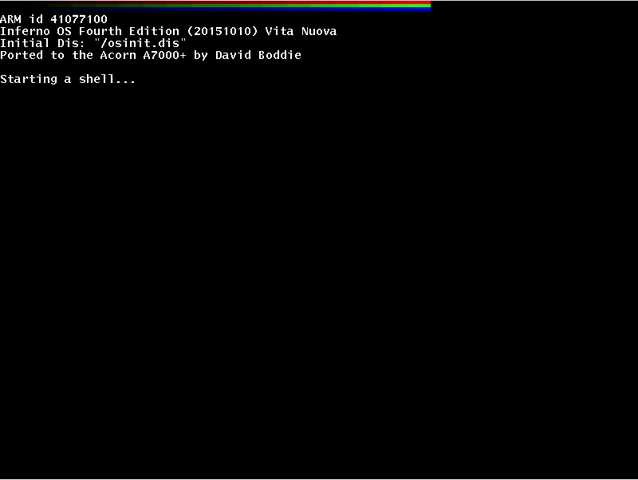 ARM id 41077100
Inferno OS Fourth Edition (20151010) Vita Nuova
Initial Dis: "/osinit.dis"
Ported to the Acorn A7000+ by David Boddie
Starting a shell...